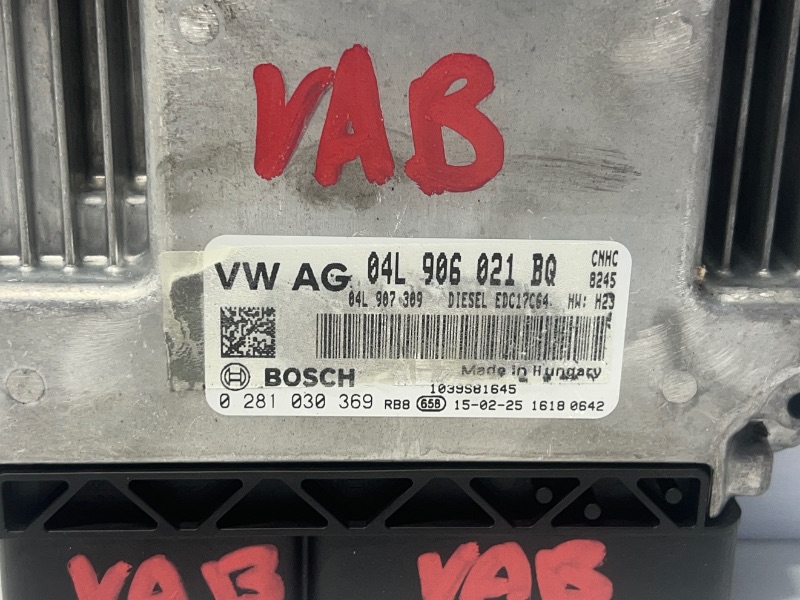 VAB
VW AG 04L 906 021 BQ CNHC
8245
04L 907 309 DIESEL EDC17C64 HW: H23
Made in Hungary
BOSCH
1039S81645
0 281 030 369 RB8 658 15-02-25 1618 0642
VAB VAB